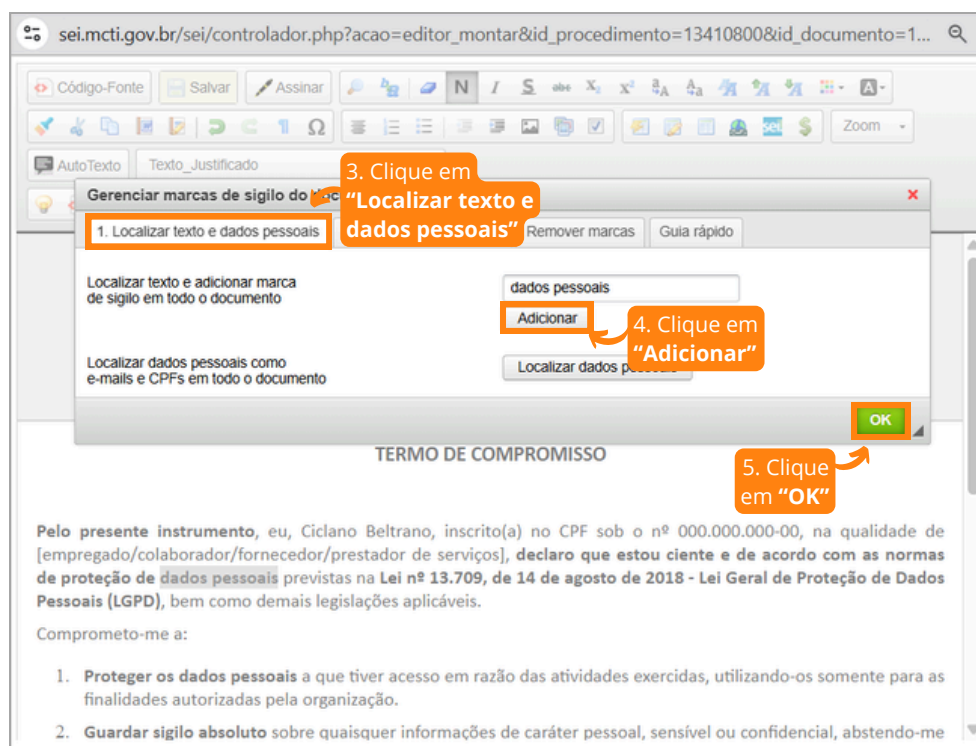 sei.mcti.gov.br/sei/controlador.php?acao=editor_montar&id_procedimento=13410800&id_documento=1...
Código-Fonte Salvar Assinar N I S abc X₁ X² ªA Aa Zoom
AutoTexto Texto_Justificado
3. Clique em
“Localizar texto e
dados pessoais”
Gerenciar marcas de sigilo do
1. Localizar texto e dados pessoais Remover marcas Guia rápido
Localizar texto e adicionar marca
de sigilo em todo o documento
dados pessoais
Adicionar
4. Clique em
“Adicionar”
Localizar dados pessoais como
e-mails e CPFs em todo o documento
Localizar dados
OK
5. Clique
em “OK”
TERMO DE COMPROMISSO
Pelo presente instrumento, eu, Ciclano Beltrano, inscrito(a) no CPF sob o nº 000.000.000-00, na qualidade de
[empregado/colaborador/fornecedor/prestador de serviços], declaro que estou ciente e de acordo com as normas
de proteção de dados pessoais previstas na Lei nº 13.709, de 14 de agosto de 2018 - Lei Geral de Proteção de Dados
Pessoais (LGPD), bem como demais legislações aplicáveis.
Comprometo-me a:
1. Proteger os dados pessoais a que tiver acesso em razão das atividades exercidas, utilizando-os somente para as
finalidades autorizadas pela organização.
2. Guardar sigilo absoluto sobre quaisquer informações de caráter pessoal, sensível ou confidencial, abstendo-me